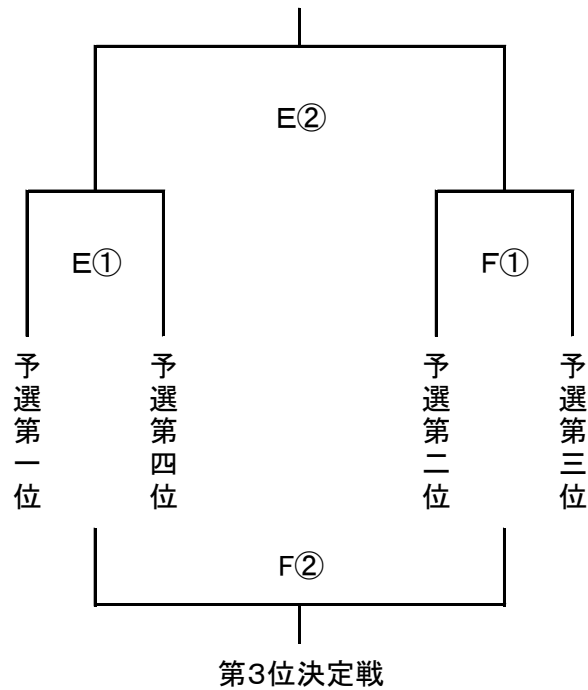 E②
E①
F①
予選第一位
予選第四位
予選第二位
予選第三位
F②
第3位決定戦